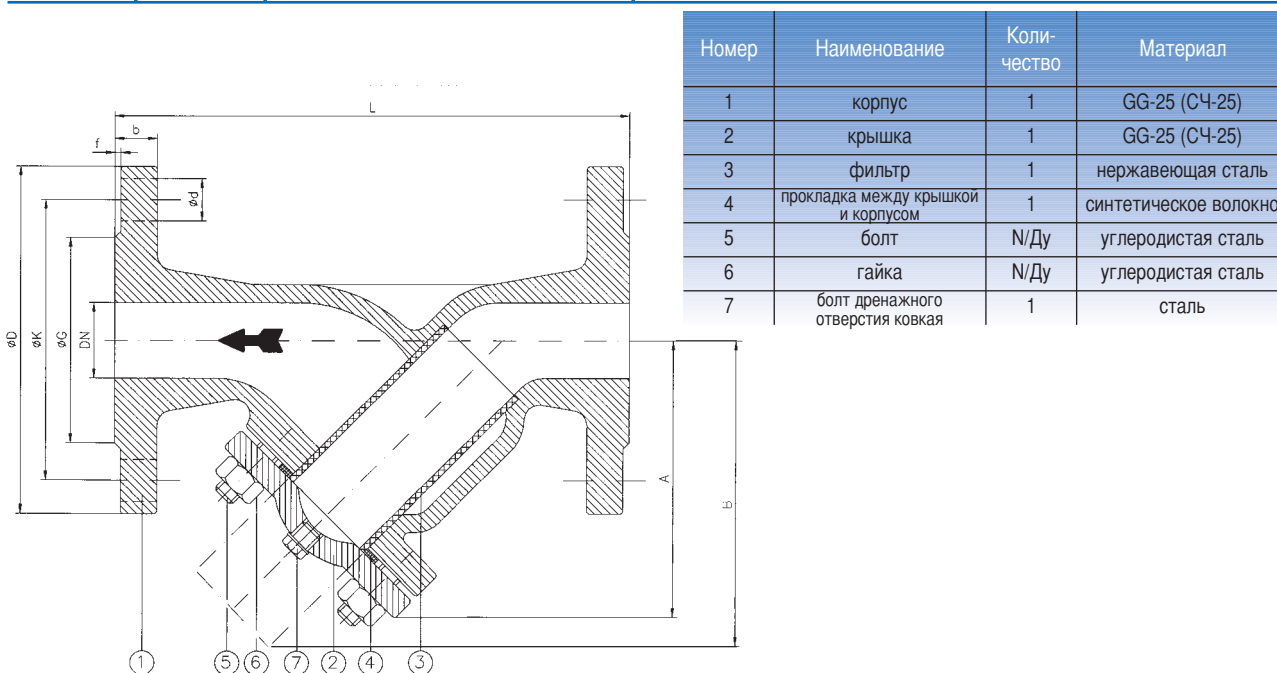 Номер Наименование Коли-
чество Материал
1 корпус 1 GG-25 (СЧ-25)
2 крышка 1 GG-25 (СЧ-25)
3 фильтр 1 нержавеющая сталь
4 прокладка между крышкой
и корпусом 1 синтетическое волокно
5 болт N/Ду углеродистая сталь
6 гайка N/Ду углеродистая сталь
7 болт дренажного
отверстия ковкая 1 сталь
L
b
f
ød
øD
øK
øG
DN
A
B
1 5 6 7 2 4 3